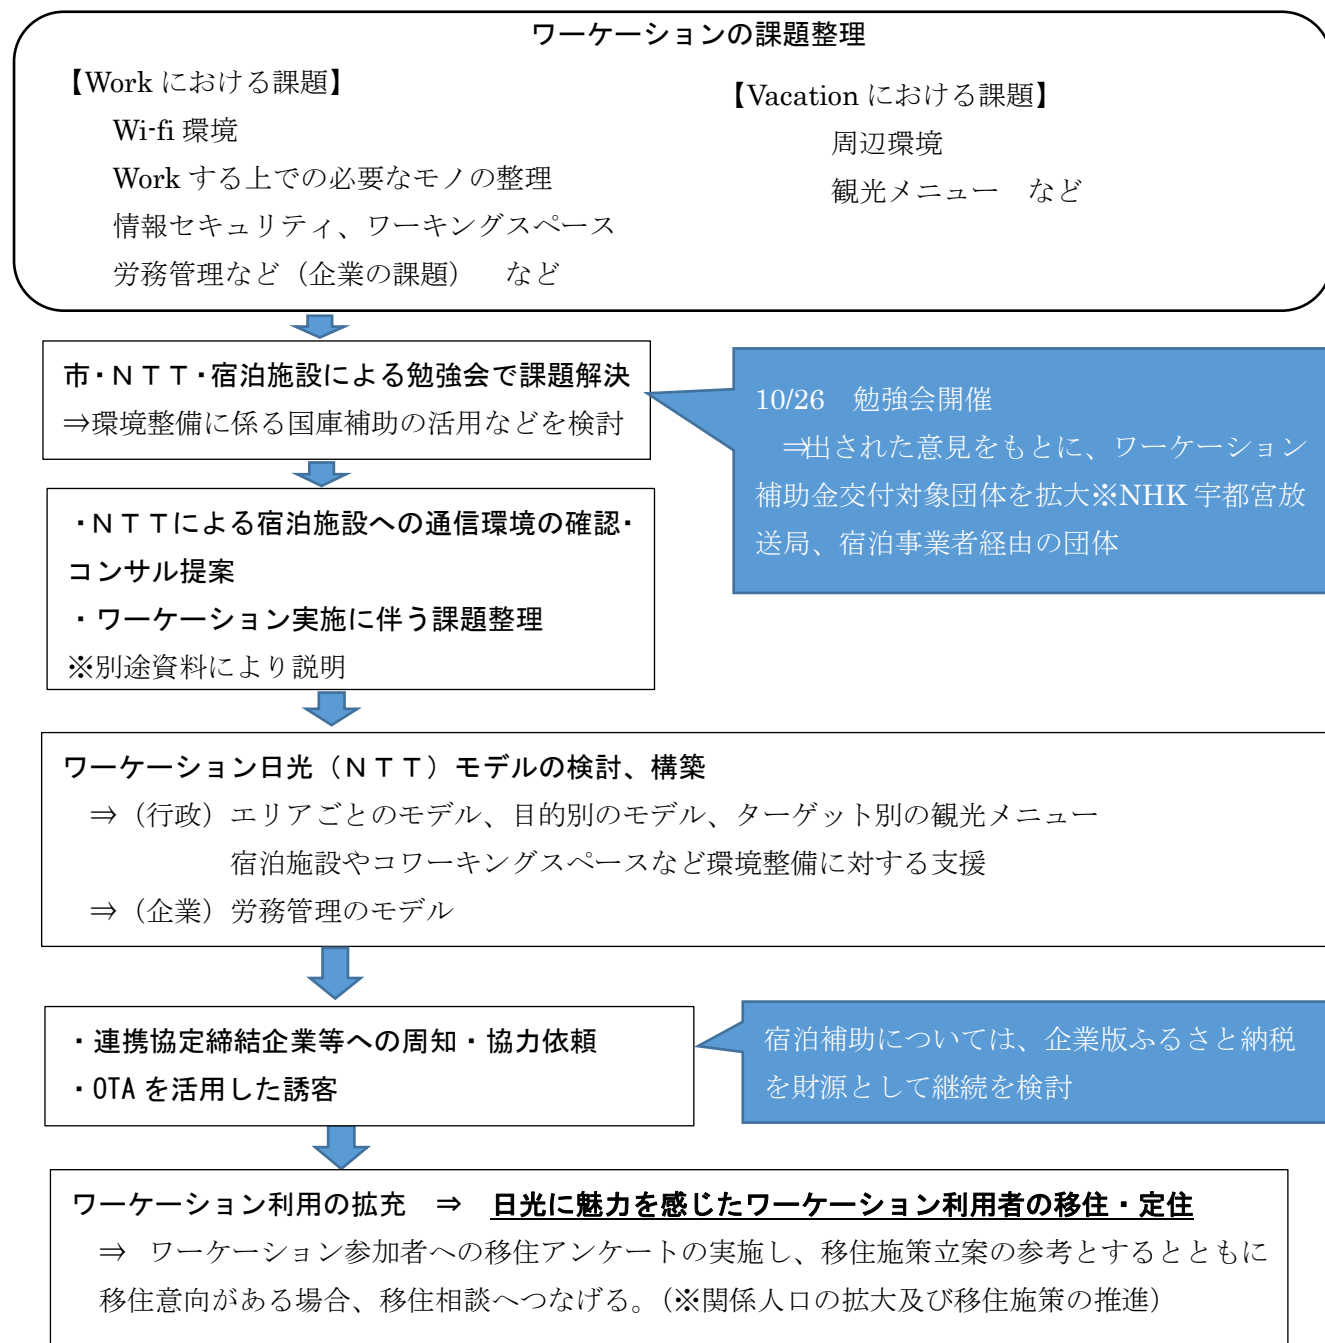 ワーケーションの課題整理
【Work における課題】
Wi-fi 環境
Work する上での必要なモノの整理
情報セキュリティ、ワーキングスペース
労務管理など（企業の課題）　など
【Vacation における課題】
周辺環境
観光メニュー　など
市・ＮＴＴ・宿泊施設による勉強会で課題解決
⇒環境整備に係る国庫補助の活用などを検討
10/26　勉強会開催
⇒出された意見をもとに、ワーケーション
補助金交付対象団体を拡大※NHK 宇都宮放
送局、宿泊事業者経由の団体
・ＮＴＴによる宿泊施設への通信環境の確認・
コンサル提案
・ワーケーション実施に伴う課題整理
※別途資料により説明
ワーケーション日光（ＮＴＴ）モデルの検討、構築
⇒（行政）エリアごとのモデル、目的別のモデル、ターゲット別の観光メニュー
宿泊施設やコワーキングスペースなど環境整備に対する支援
⇒（企業）労務管理のモデル
・連携協定締結企業等への周知・協力依頼
・OTA を活用した誘客
宿泊補助については、企業版ふるさと納税
を財源として継続を検討
ワーケーション利用の拡充　⇒　日光に魅力を感じたワーケーション利用者の移住・定住
⇒　ワーケーション参加者への移住アンケートの実施し、移住施策立案の参考とするとともに
移住意向がある場合、移住相談へつなげる。（※関係人口の拡大及び移住施策の推進）